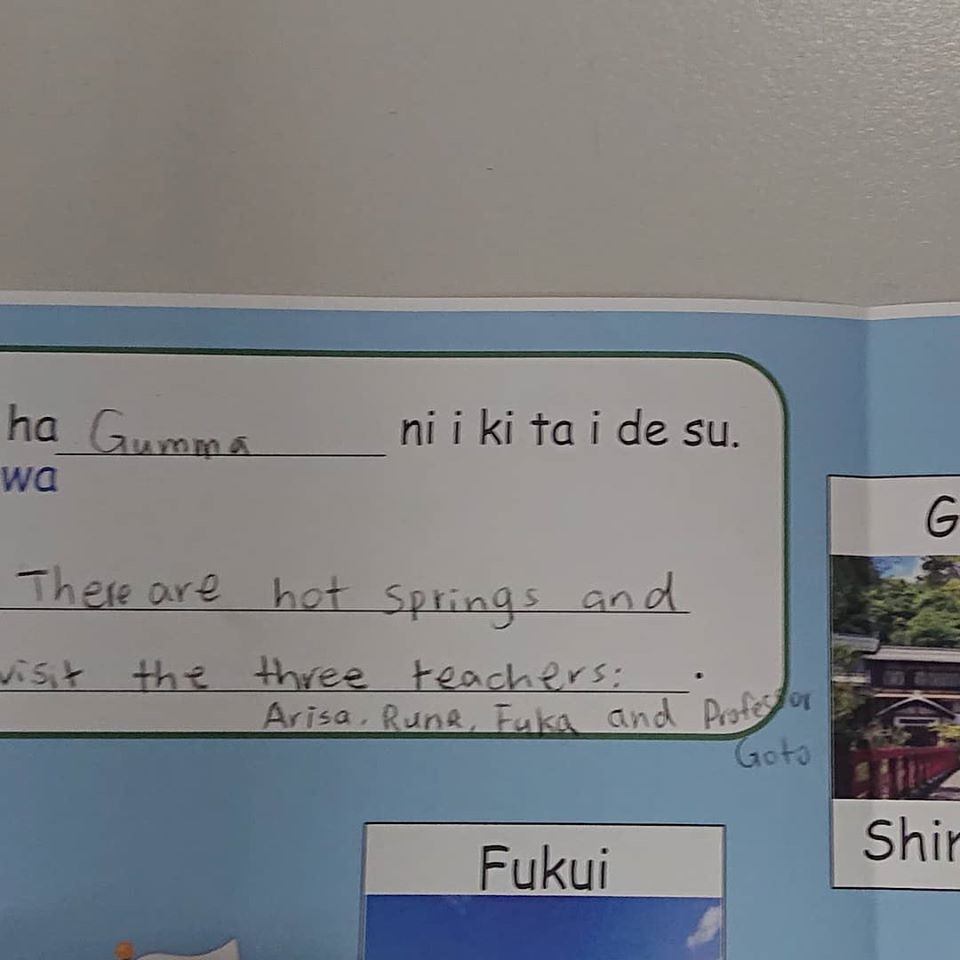 ha Gumma ni i ki ta i de su.
wa
There are hot springs and
visit the three teachers: .
Arisa, Runa, Fuka and Professor
Goto
G
Shir
Fukui